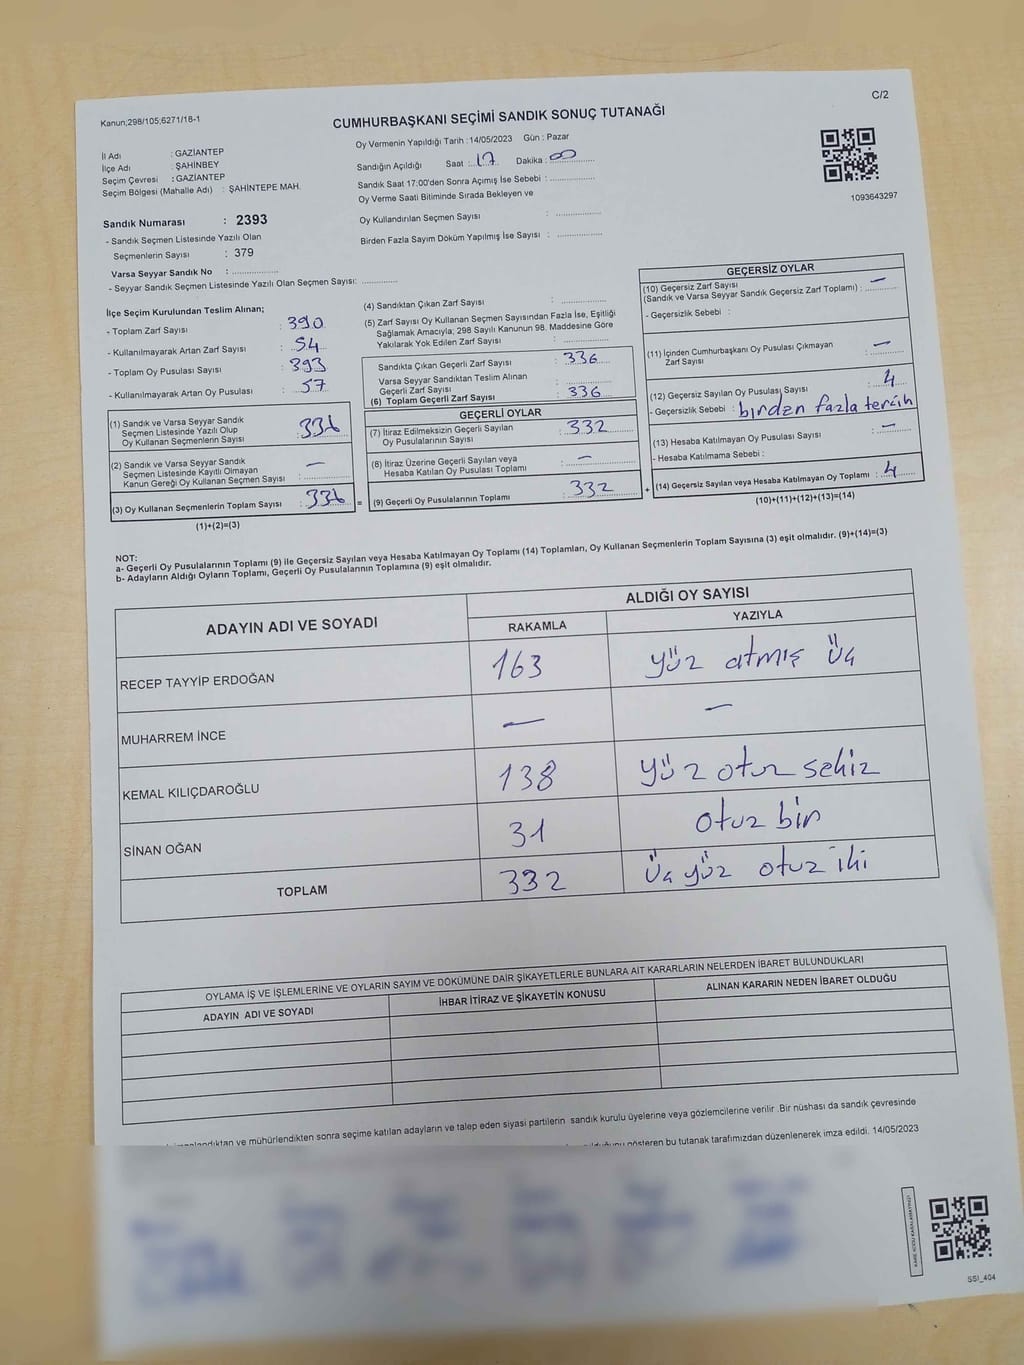 Kanun;298/105;6271/18-1
C/2
CUMHURBAŞKANI SEÇİMİ SANDIK SONUÇ TUTANAĞI
İl Adı : GAZİANTEP
İlçe Adı : ŞAHİNBEY
Seçim Çevresi : GAZİANTEP
Seçim Bölgesi (Mahalle Adı) : ŞAHİNTEPE MAH.
Oy Vermenin Yapıldığı Tarih : 14/05/2023 Gün : Pazar
Sandığın Açıldığı Saat : 17 Dakika : 00
Sandık Saat 17:00'den Sonra Açımış İse Sebebi :
Oy Verme Saati Bitiminde Sırada Bekleyen ve
Oy Kullandırılan Seçmen Sayısı :
Birden Fazla Sayım Döküm Yapılmış İse Sayısı :
1093643297
Sandık Numarası : 2393
- Sandık Seçmen Listesinde Yazılı Olan
Seçmenlerin Sayısı : 379
Varsa Seyyar Sandık No :
- Seyyar Sandık Seçmen Listesinde Yazılı Olan Seçmen Sayısı:
İlçe Seçim Kurulundan Teslim Alınan;
- Toplam Zarf Sayısı : 390
- Kullanılmayarak Artan Zarf Sayısı : 54
- Toplam Oy Pusulası Sayısı : 393
- Kullanılmayarak Artan Oy Pusulası : 57
(1) Sandık ve Varsa Seyyar Sandık
Seçmen Listesinde Yazılı Olup
Oy Kullanan Seçmenlerin Sayısı : 336
(2) Sandık ve Varsa Seyyar Sandık
Seçmen Listesinde Kayıtlı Olmayan
Kanun Gereği Oy Kullanan Seçmen Sayısı : —
(3) Oy Kullanan Seçmenlerin Toplam Sayısı : 336
(1)+(2)=(3)
(4) Sandıktan Çıkan Zarf Sayısı :
(5) Zarf Sayısı Oy Kullanan Seçmen Sayısından Fazla İse, Eşitliği
Sağlamak Amacıyla; 298 Sayılı Kanunun 98. Maddesine Göre
Yakılarak Yok Edilen Zarf Sayısı :
Sandıkta Çıkan Geçerli Zarf Sayısı : 336
Varsa Seyyar Sandıktan Teslim Alınan
Geçerli Zarf Sayısı :
(6) Toplam Geçerli Zarf Sayısı : 336
GEÇERLİ OYLAR
(7) İtiraz Edilmeksizin Geçerli Sayılan
Oy Pusulalarının Sayısı : 332
(8) İtiraz Üzerine Geçerli Sayılan veya
Hesaba Katılan Oy Pusulası Toplamı : —
= (9) Geçerli Oy Pusulalarının Toplamı : 332 +
GEÇERSİZ OYLAR
(10) Geçersiz Zarf Sayısı
(Sandık ve Varsa Seyyar Sandık Geçersiz Zarf Toplamı) : —
- Geçersizlik Sebebi :
(11) İçinden Cumhurbaşkanı Oy Pusulası Çıkmayan
Zarf Sayısı : —
(12) Geçersiz Sayılan Oy Pusulası Sayısı : 4
- Geçersizlik Sebebi : birden fazla tercih
(13) Hesaba Katılmayan Oy Pusulası Sayısı : —
- Hesaba Katılmama Sebebi :
(14) Geçersiz Sayılan veya Hesaba Katılmayan Oy Toplamı : 4
(10)+(11)+(12)+(13)=(14)
NOT:
a- Geçerli Oy Pusulalarının Toplamı (9) ile Geçersiz Sayılan veya Hesaba Katılmayan Oy Toplamı (14) Toplamları, Oy Kullanan Seçmenlerin Toplam Sayısına (3) eşit olmalıdır. (9)+(14)=(3)
b- Adayların Aldığı Oyların Toplamı, Geçerli Oy Pusulalarının Toplamına (9) eşit olmalıdır.
ADAYIN ADI VE SOYADI
ALDIĞI OY SAYISI
RAKAMLA YAZIYLA
RECEP TAYYİP ERDOĞAN 163 yüz atmış üç
MUHARREM İNCE — —
KEMAL KILIÇDAROĞLU 138 yüz otuz sekiz
SİNAN OĞAN 31 otuz bir
TOPLAM 332 üç yüz otuz iki
OYLAMA İŞ VE İŞLEMLERİNE VE OYLARIN SAYIM VE DÖKÜMÜNE DAİR ŞİKAYETLERLE BUNLARA AİT KARARLARIN NELERDEN İBARET BULUNDUKLARI
ADAYIN ADI VE SOYADI İHBAR İTİRAZ VE ŞİKAYETİN KONUSU ALINAN KARARIN NEDEN İBARET OLDUĞU
mühürlendikten sonra seçime katılan adayların ve talep eden siyasi partilerin sandık kurulu üyelerine veya gözlemcilerine verilir .Bir nüshası da sandık çevresinde
gösteren bu tutanak tarafımızdan düzenlenerek imza edildi. 14/05/2023
SSI_404